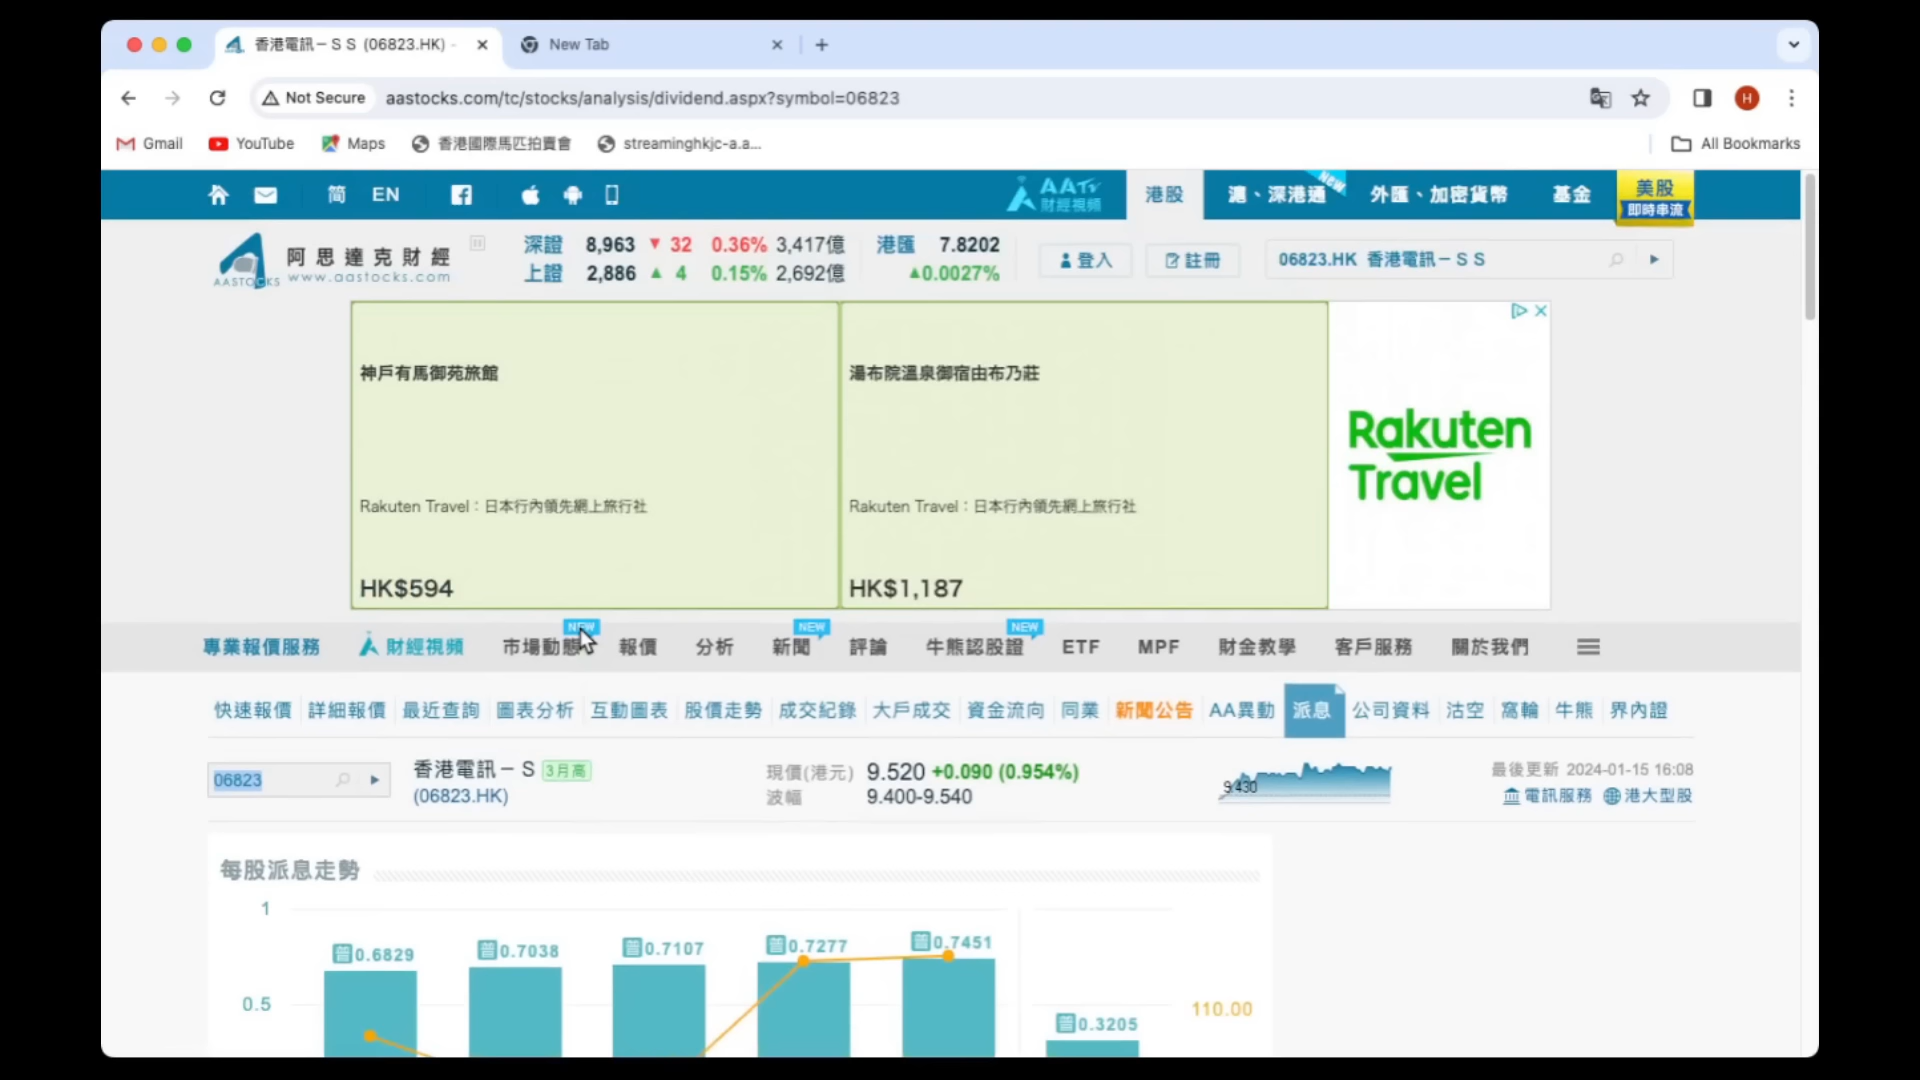 香港電訊－ＳＳ (06823.HK) -
New Tab
Not Secure
aastocks.com/tc/stocks/analysis/dividend.aspx?symbol=06823
H
Gmail
YouTube
Maps
香港國際馬匹拍賣會
streaminghkjc-a.a...
All Bookmarks
简
EN
AATV
財經視頻
港股
滬、深港通
NEW
外匯、加密貨幣
基金
美股
即時串流
AASTOCKS
阿思達克財經
www.aastocks.com
深證 8,963 ▼ 32 0.36% 3,417億
上證 2,886 ▲ 4 0.15% 2,692億
港匯 7.8202
▲0.0027%
登入
註冊
06823.HK 香港電訊－ＳＳ
神戶有馬御苑旅館
Rakuten Travel：日本行內領先網上旅行社
HK$594
湯布院溫泉御宿由布乃莊
Rakuten Travel：日本行內領先網上旅行社
HK$1,187
Rakuten
Travel
專業報價服務
財經視頻
市場動態
NEW
報價
分析
新聞
NEW
評論
牛熊認股證
NEW
ETF
MPF
財金教學
客戶服務
關於我們
快速報價
詳細報價
最近查詢
圖表分析
互動圖表
股價走勢
成交紀錄
大戶成交
資金流向
同業
新聞公告
AA異動
派息
公司資料
沽空
窩輪
牛熊
界內證
06823
香港電訊－Ｓ 3月高
(06823.HK)
現價(港元) 9.520 +0.090 (0.954%)
波幅 9.400-9.540
9.430
最後更新 2024-01-15 16:08
電訊服務
港大型股
每股派息走勢
1
0.5
普0.6829
普0.7038
普0.7107
普0.7277
普0.7451
普0.3205
110.00